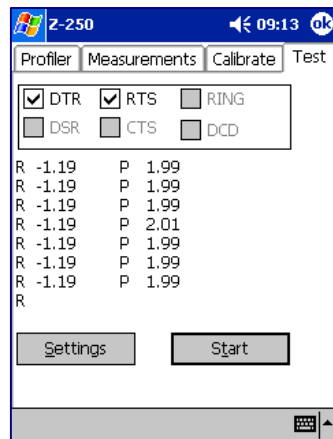 Z-250 09:13 ok
Profiler Measurements Calibrate Test
DTR RTS RING
DSR CTS DCD
R -1.19 P 1.99
R -1.19 P 1.99
R -1.19 P 1.99
R -1.19 P 2.01
R -1.19 P 1.99
R -1.19 P 1.99
R -1.19 P 1.99
R
Settings Start